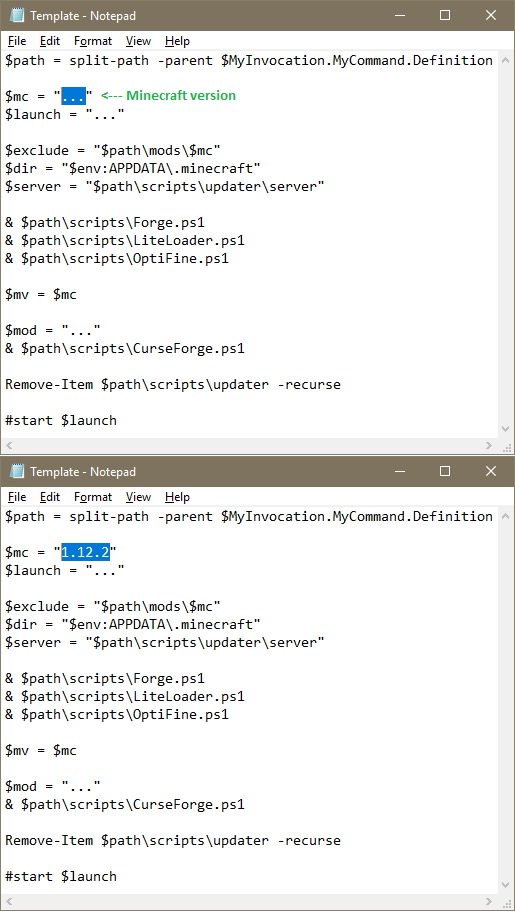 Template - Notepad
File Edit Format View Help
$path = split-path -parent $MyInvocation.MyCommand.Definition
$mc = "..." <--- Minecraft version
$launch = "..."
$exclude = "$path\mods\$mc"
$dir = "$env:APPDATA\.minecraft"
$server = "$path\scripts\updater\server"
& $path\scripts\Forge.ps1
& $path\scripts\LiteLoader.ps1
& $path\scripts\OptiFine.ps1
$mv = $mc
$mod = "..."
& $path\scripts\CurseForge.ps1
Remove-Item $path\scripts\updater -recurse
#start $launch
Template - Notepad
File Edit Format View Help
$path = split-path -parent $MyInvocation.MyCommand.Definition
$mc = "1.12.2"
$launch = "..."
$exclude = "$path\mods\$mc"
$dir = "$env:APPDATA\.minecraft"
$server = "$path\scripts\updater\server"
& $path\scripts\Forge.ps1
& $path\scripts\LiteLoader.ps1
& $path\scripts\OptiFine.ps1
$mv = $mc
$mod = "..."
& $path\scripts\CurseForge.ps1
Remove-Item $path\scripts\updater -recurse
#start $launch